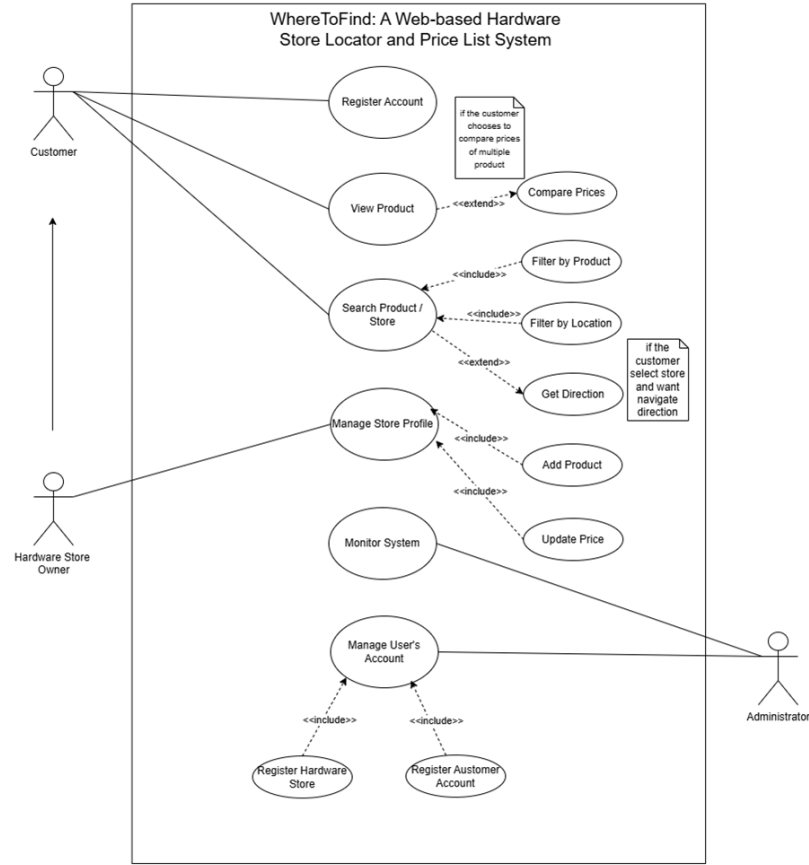 WhereToFind: A Web-based Hardware
Store Locator and Price List System
Customer
Register Account
if the customer
chooses to
compare prices
of multiple
product
View Product
<<extend>>
Compare Prices
Filter by Product
<<include>>
Search Product /
Store
<<include>>
Filter by Location
<<extend>>
Get Direction
if the
customer
select store
and want
navigate
direction
Manage Store Profile
<<include>>
Add Product
<<include>>
Update Price
Hardware Store
Owner
Monitor System
Manage User's
Account
Administrator
<<include>>
<<include>>
Register Hardware
Store
Register Austomer
Account